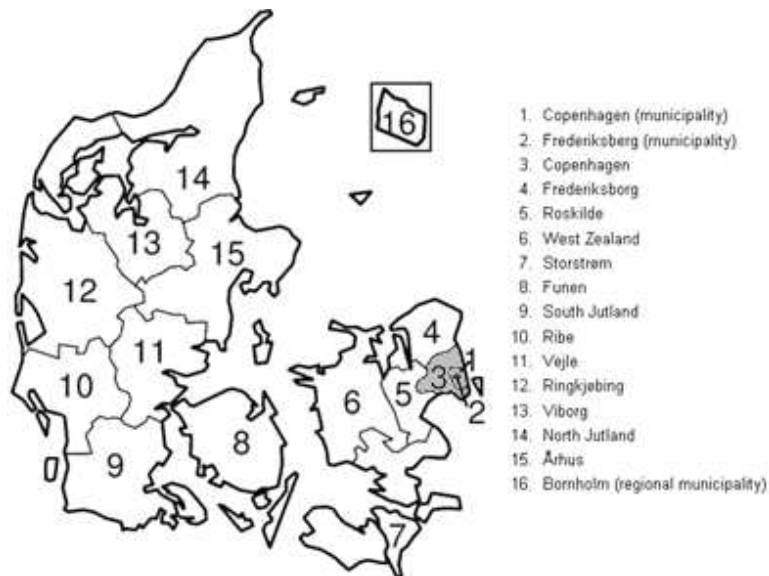 16
14
13
15
12
11
10
9
8
6
5
4
3
1
2
7
1. Copenhagen (municipality)
2. Frederiksberg (municipality)
3. Copenhagen
4. Frederiksborg
5. Roskilde
6. West Zealand
7. Storstrøm
8. Funen
9. South Jutland
10. Ribe
11. Vejle
12. Ringkjøbing
13. Viborg
14. North Jutland
15. Århus
16. Bornholm (regional municipality)